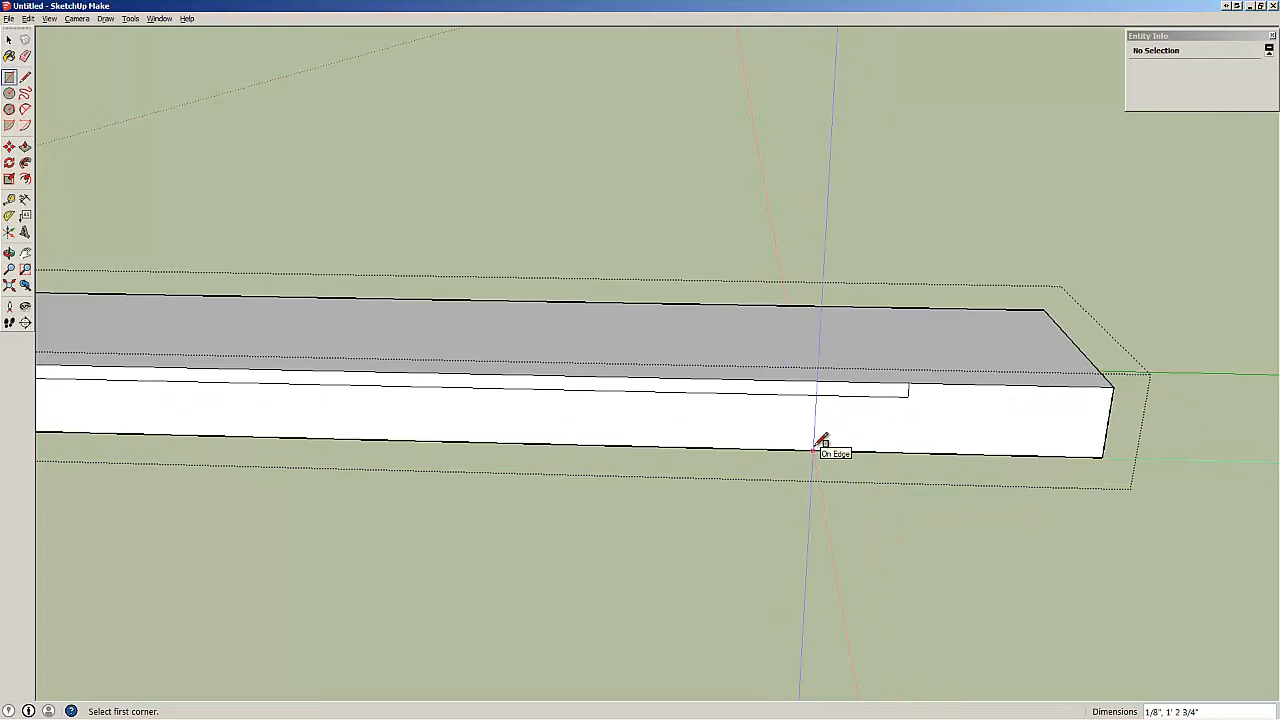 Untitled - SketchUp Make
File Edit View Camera Draw Tools Window Help
Entity Info
No Selection
On Edge
Select first corner.
Dimensions 1/8", 1' 2 3/4"